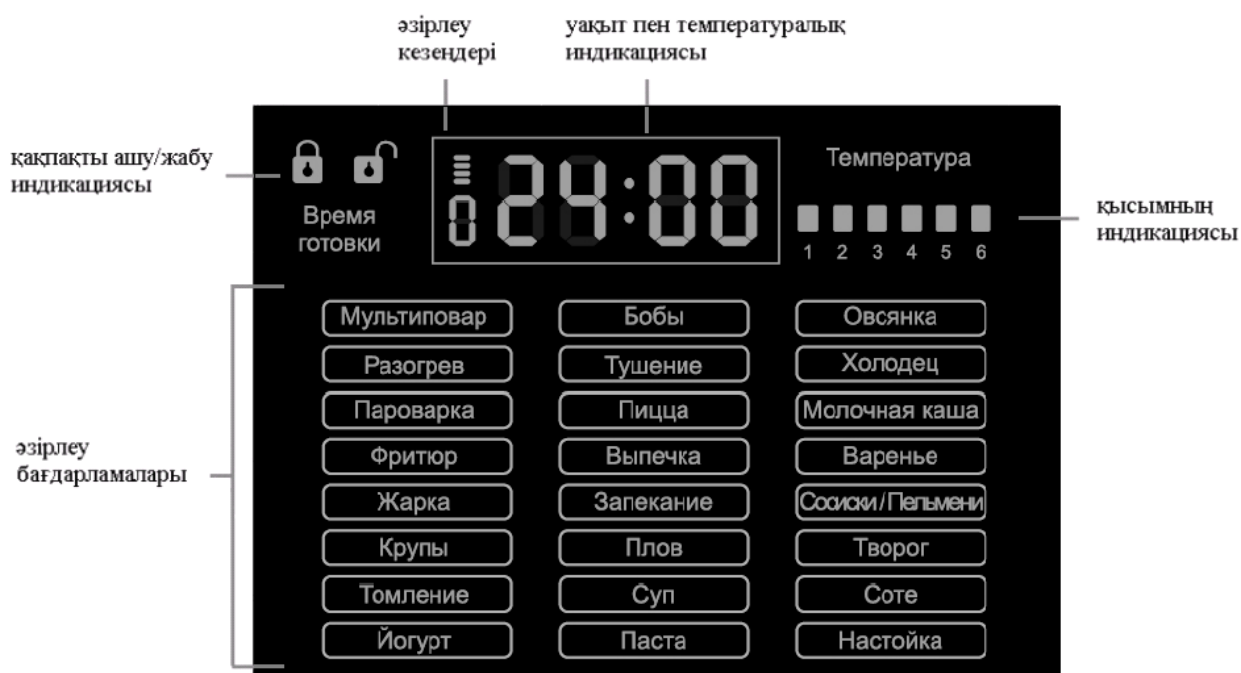 әзірлеу
кезеңдері
уақыт пен температуралық
индикациясы
қақпақты ашу/жабу
индикациясы
Время
готовки
0 24:00
Температура
1 2 3 4 5 6
қысымның
индикациясы
әзірлеу
бағдарламалары
Мультиповар Бобы Овсянка
Разогрев Тушение Холодец
Пароварка Пицца Молочная каша
Фритюр Выпечка Варенье
Жарка Запекание Сосиски / Пельмени
Крупы Плов Творог
Томление Суп Соте
Йогурт Паста Настойка